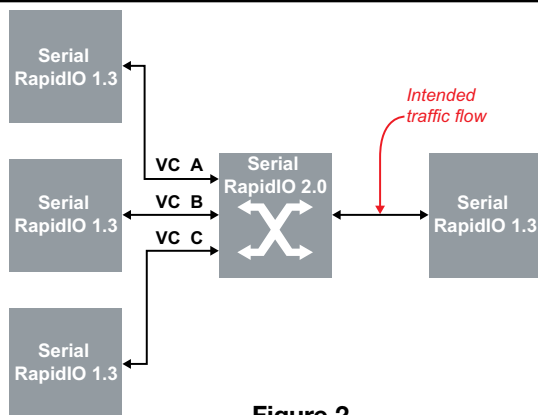 Serial
RapidIO 1.3
Intended
traffic flow
VC A
Serial
RapidIO 2.0
Serial
RapidIO 1.3
VC B
Serial
RapidIO 1.3
VC C
Serial
RapidIO 1.3
Figure 2